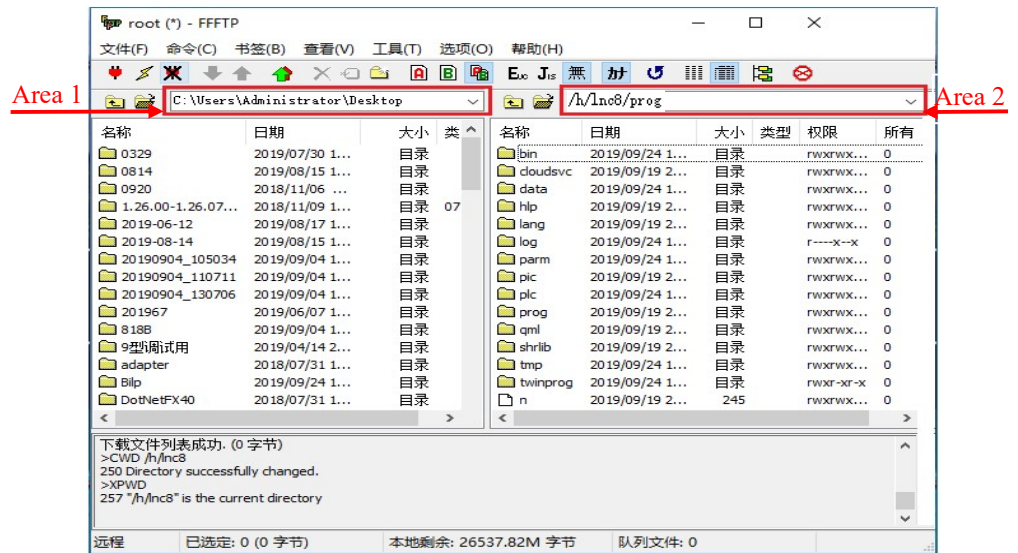 root (*) - FFFTP
文件(F) 命令(C) 书签(B) 查看(V) 工具(T) 选项(O) 帮助(H)
A B Euc Jis 無 カナ
Area 1 C:\Users\Administrator\Desktop /h/lnc8/prog Area 2
名称 日期 大小 类 名称 日期 大小 类型 权限 所有
0329 2019/07/30 1... 目录 bin 2019/09/24 1... 目录 rwxrwx... 0
0814 2019/08/15 1... 目录 cloudsvc 2019/09/19 2... 目录 rwxrwx... 0
0920 2018/11/06 ... 目录 data 2019/09/24 1... 目录 rwxrwx... 0
1.26.00-1.26.07... 2018/11/09 1... 目录 07 hlp 2019/09/19 2... 目录 rwxrwx... 0
2019-06-12 2019/08/17 1... 目录 lang 2019/09/19 2... 目录 rwxrwx... 0
2019-08-14 2019/08/15 1... 目录 log 2019/09/24 1... 目录 r----x--x 0
20190904_105034 2019/09/04 1... 目录 parm 2019/09/24 1... 目录 rwxrwx... 0
20190904_110711 2019/09/04 1... 目录 pic 2019/09/19 2... 目录 rwxrwx... 0
20190904_130706 2019/09/04 1... 目录 plc 2019/09/24 1... 目录 rwxrwx... 0
201967 2019/06/07 1... 目录 prog 2019/09/19 2... 目录 rwxrwx... 0
818B 2019/09/04 1... 目录 qml 2019/09/19 2... 目录 rwxrwx... 0
9型调试用 2019/04/14 2... 目录 shrlib 2019/09/19 2... 目录 rwxrwx... 0
adapter 2018/07/31 1... 目录 tmp 2019/09/24 1... 目录 rwxrwx... 0
Bilp 2019/09/24 1... 目录 twinprog 2019/09/24 1... 目录 rwxr-xr-x 0
DotNetFX40 2018/07/31 1... 目录 n 2019/09/19 2... 245 rwxrwx... 0
下载文件列表成功. (0 字节)
>CWD /h/lnc8
250 Directory successfully changed.
>XPWD
257 "/h/lnc8" is the current directory
远程 已选定: 0 (0 字节) 本地剩余: 26537.82M 字节 队列文件: 0